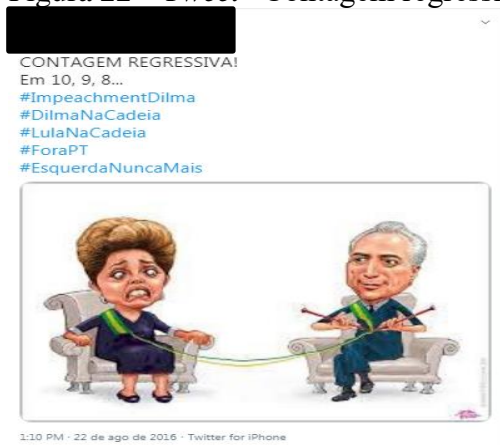 CONTAGEM REGRESSIVA!
Em 10, 9, 8...
#ImpeachmentDilma
#DilmaNaCadeia
#LulaNaCadeia
#ForaPT
#EsquerdaNuncaMais
1:10 PM · 22 de ago de 2016 · Twitter for iPhone